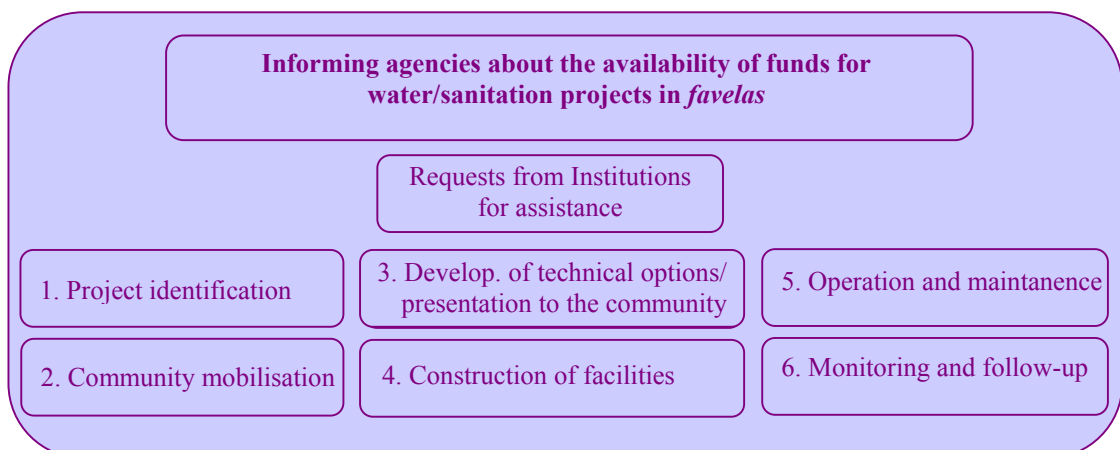 Informing agencies about the availability of funds for
water/sanitation projects in favelas
Requests from Institutions
for assistance
1. Project identification
2. Community mobilisation
3. Develop. of technical options/
presentation to the community
4. Construction of facilities
5. Operation and maintanence
6. Monitoring and follow-up